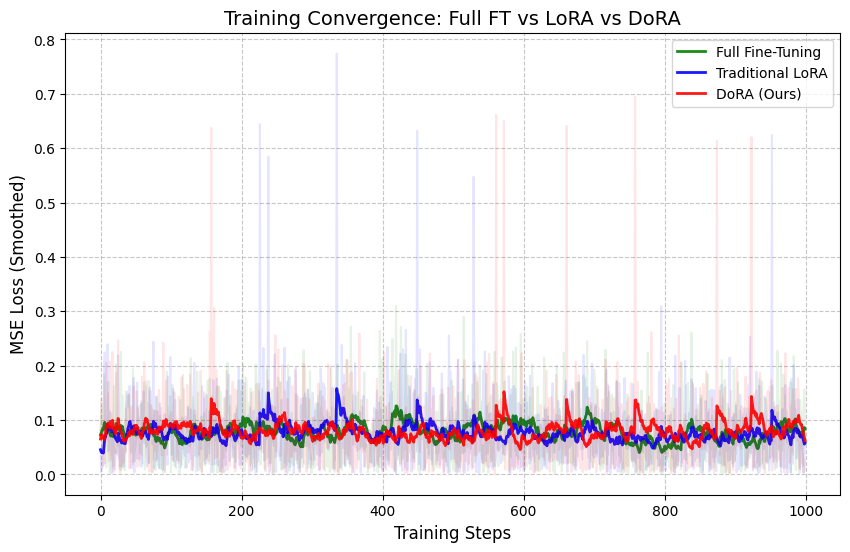 Training Convergence: Full FT vs LoRA vs DoRA
Full Fine-Tuning
Traditional LoRA
DoRA (Ours)
MSE Loss (Smoothed)
0.8
0.7
0.6
0.5
0.4
0.3
0.2
0.1
0.0
0 200 400 600 800 1000
Training Steps